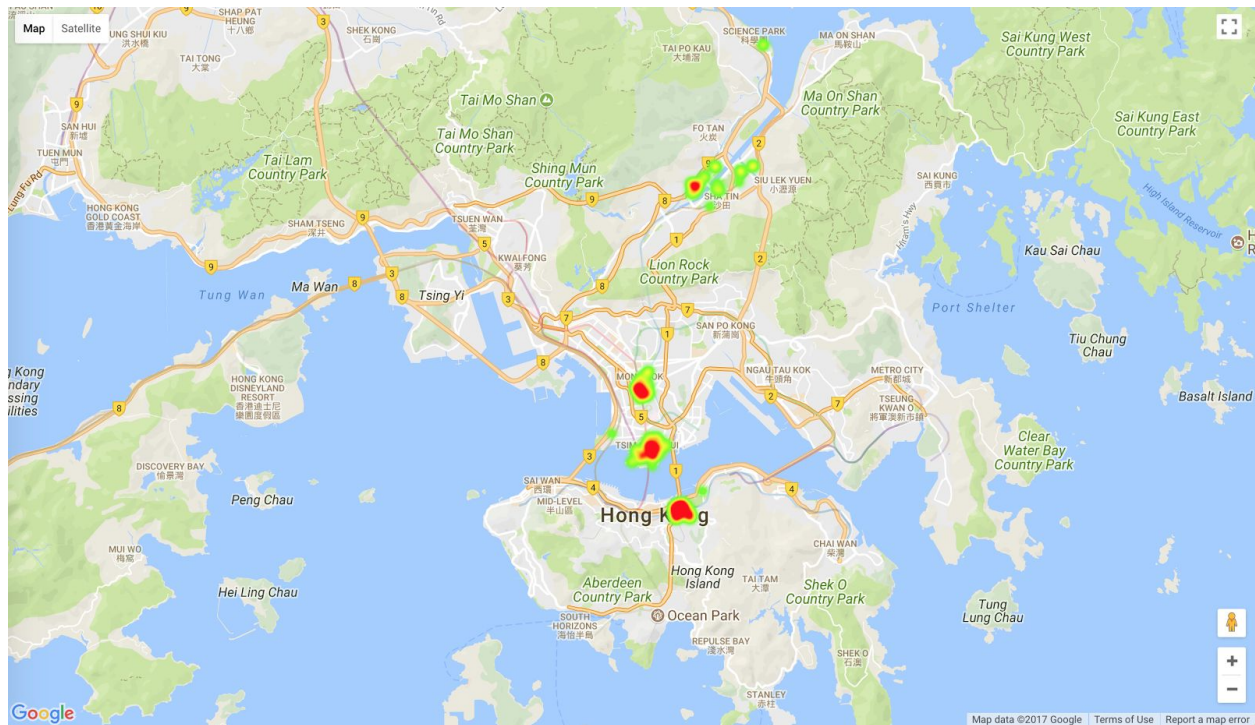 Map
Satellite
SHAP PAT
HEUNG
十八鄉
UNG SHUI KIU
洪水橋
TAI TONG
大棠
SHEK KONG
石崗
TAI PO KAU
大埔滘
SCIENCE PARK
科學園
MA ON SHAN
馬鞍山
Sai Kung West
Country Park
Sai Kung East
Country Park
Tai Mo Shan
Tai Mo Shan
Country Park
Ma On Shan
Country Park
SAN HUI
新墟
TUEN MUN
屯門
Lung Fu Rd
Tai Lam
Country Park
Shing Mun
Country Park
FO TAN
火炭
SIU LEK YUEN
小瀝源
SHA TIN
沙田
SAI KUNG
西貢市
High Island Reservoir
HONG KONG
GOLD COAST
香港黃金海岸
SHAM TSENG
深井
TSUEN WAN
荃灣
KWAI FONG
葵芳
Hiram's Hwy
Kau Sai Chau
Lion Rock
Country Park
Tung Wan
Ma Wan
Tsing Yi
Port Shelter
SAN PO KONG
新蒲崗
Tiu Chung
Chau
HONG KONG
DISNEYLAND
RESORT
香港迪士尼
樂園度假區
NGAU TAU KOK
牛頭角
METRO CITY
新都城
TSEUNG
KWAN O
將軍澳新市鎮
Basalt Island
Clear
Water Bay
Country Park
DISCOVERY BAY
愉景灣
Peng Chau
SAI WAN
西環
MID-LEVEL
半山區
Hong K g
CHAI WAN
柴灣
MUI WO
梅窩
Hei Ling Chau
Hong Kong
Island
TAI TAM
大潭
Shek O
Country Park
Aberdeen
Country Park
Tung
Lung Chau
Ocean Park
SOUTH
HORIZONS
海怡半島
REPULSE BAY
淺水灣
SHEK O
石澳
STANLEY
赤柱
Google
Map data ©2017 Google
Terms of Use
Report a map error